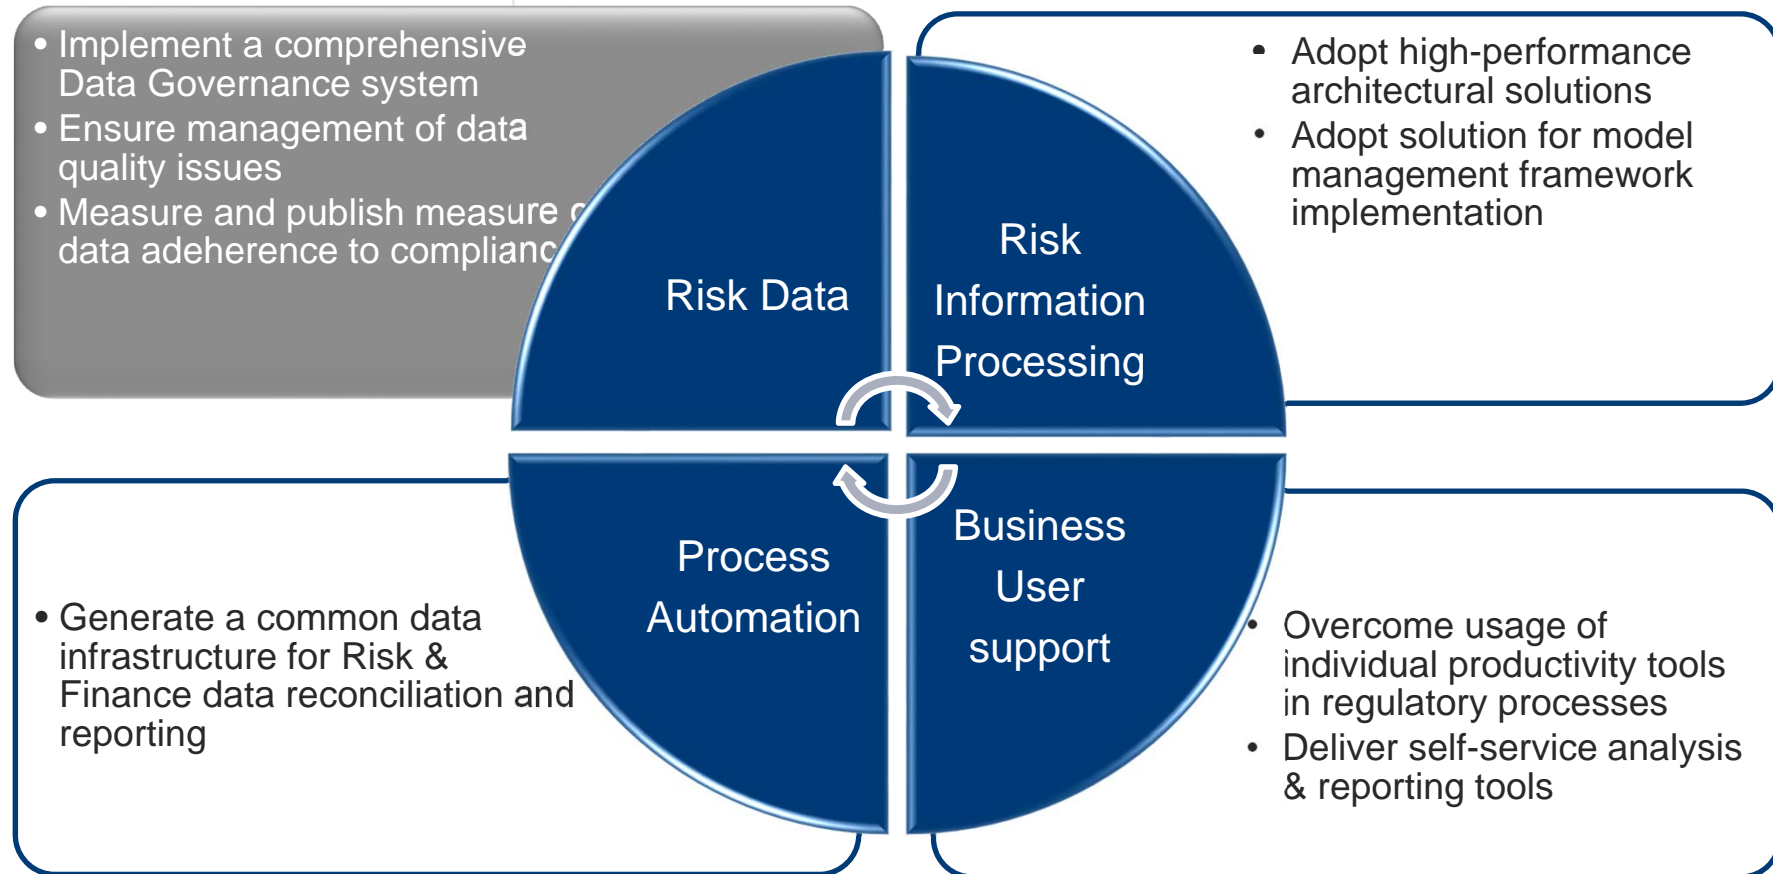 • Implement a comprehensive
Data Governance system
• Ensure management of data
quality issues
• Measure and publish measure
data adeherence to complianc
Risk Data
Risk
Information
Processing
• Adopt high-performance
architectural solutions
• Adopt solution for model
management framework
implementation
• Generate a common data
infrastructure for Risk &
Finance data reconciliation and
reporting
Process
Automation
Business
User
support
• Overcome usage of
individual productivity tools
in regulatory processes
• Deliver self-service analysis
& reporting tools